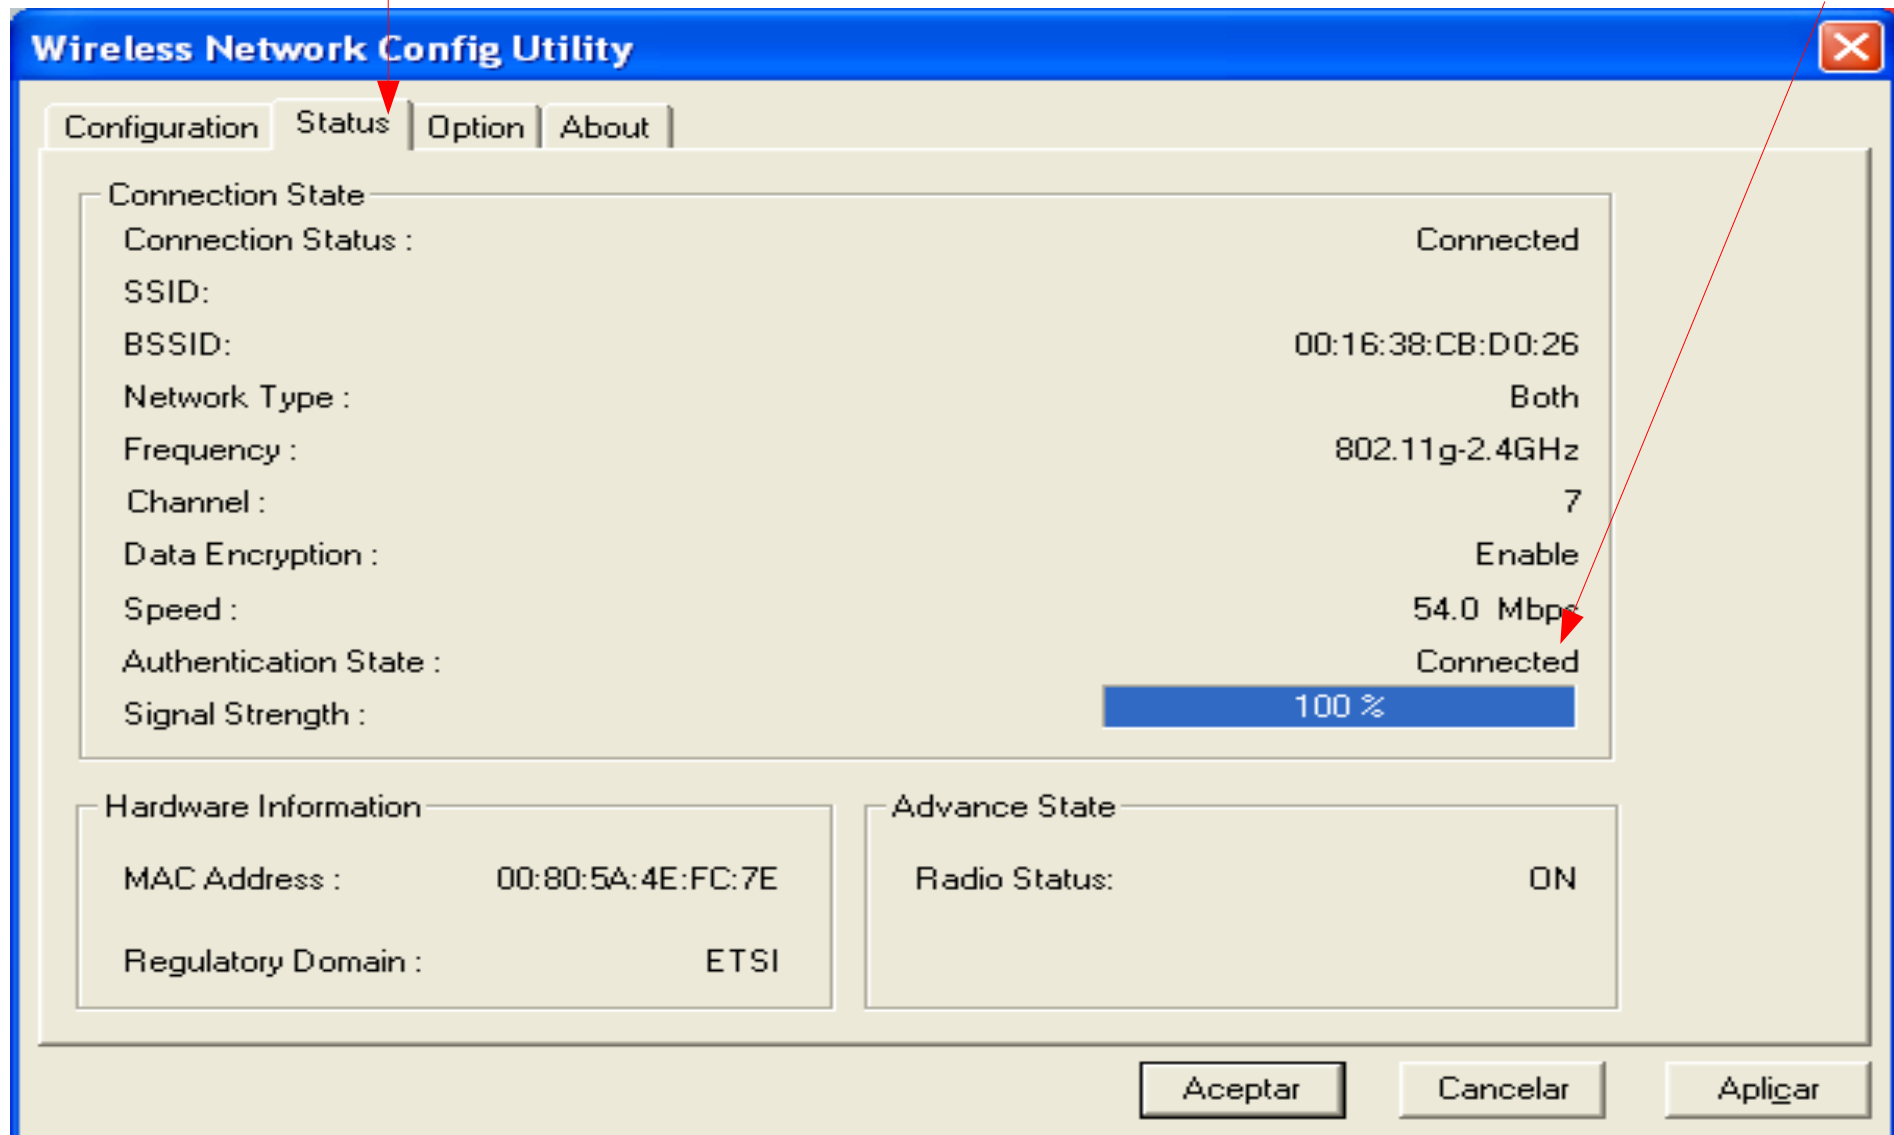 Wireless Network Config Utility
Configuration Status Option About
Connection State
Connection Status : Connected
SSID:
BSSID: 00:16:38:CB:D0:26
Network Type : Both
Frequency : 802.11g-2.4GHz
Channel : 7
Data Encryption : Enable
Speed : 54.0 Mbps
Authentication State : Connected
Signal Strength : 100 %
Hardware Information
MAC Address : 00:80:5A:4E:FC:7E
Regulatory Domain : ETSI
Advance State
Radio Status: ON
Aceptar Cancelar Aplicar